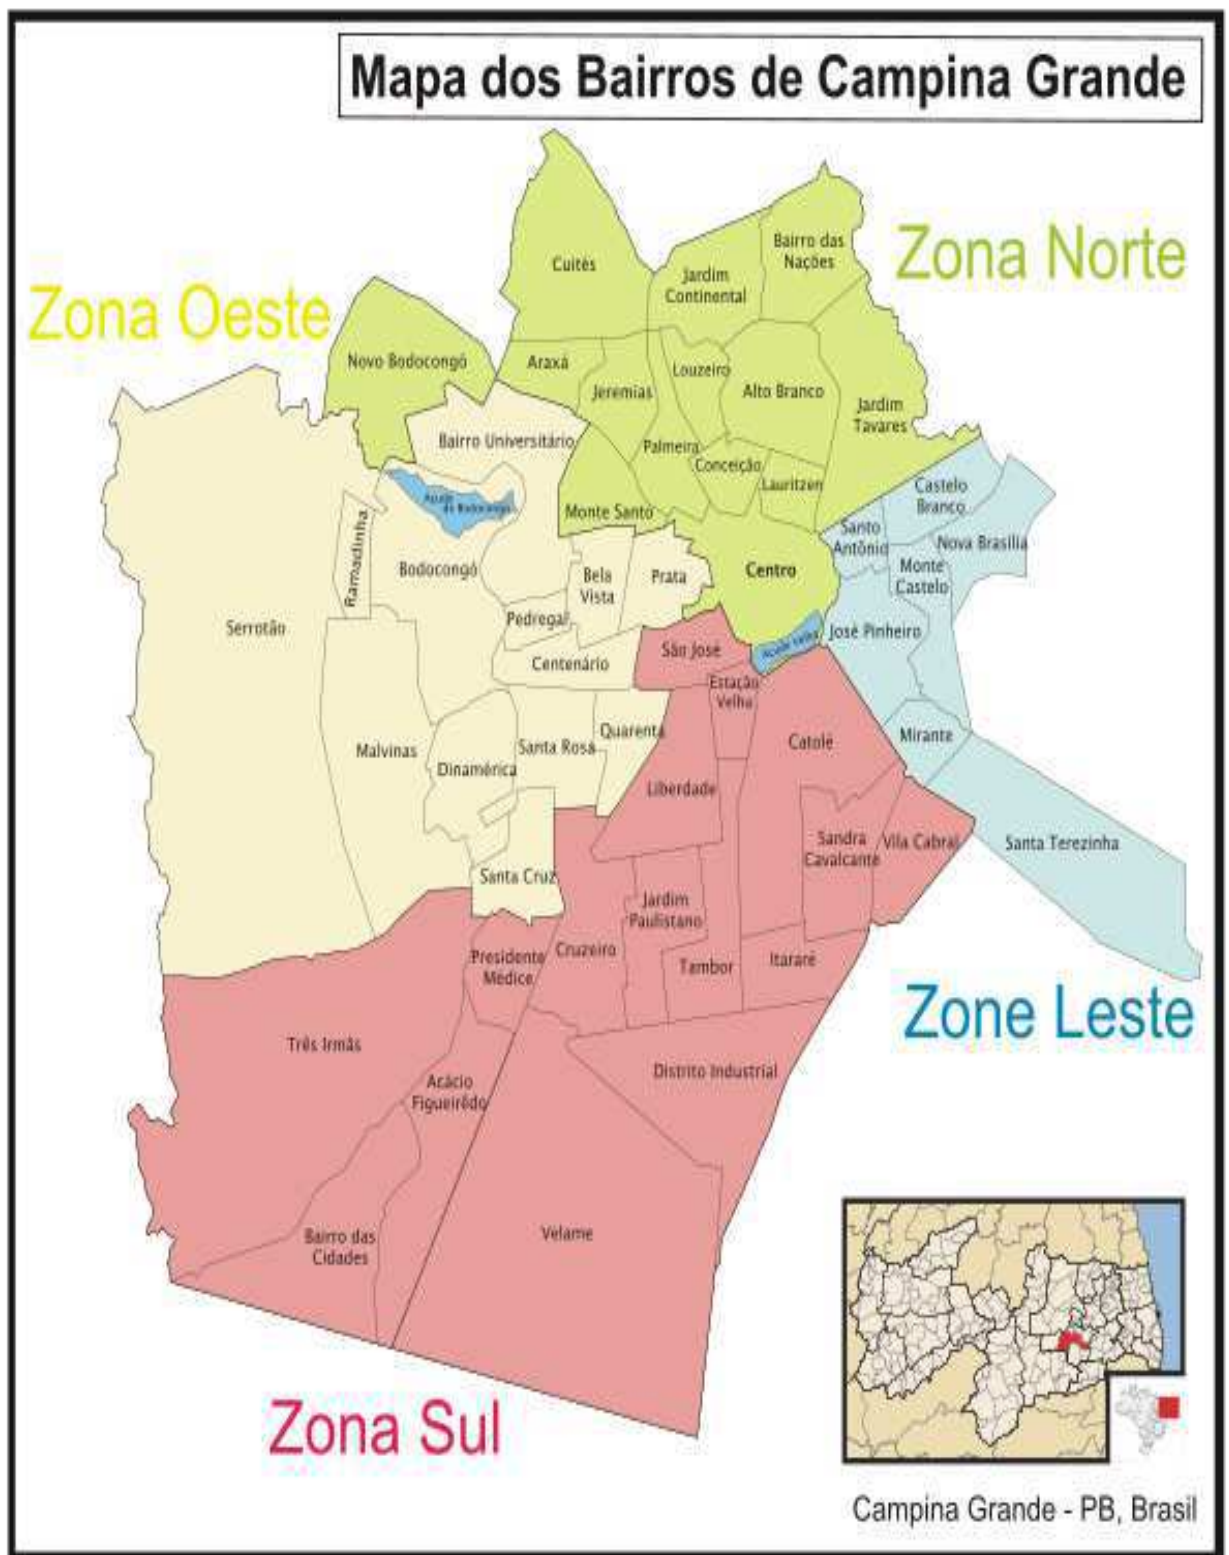 Mapa dos Bairros de Campina Grande
Zona Norte
Zona Oeste
Cuités
Bairro das
Nações
Jardim
Continental
Novo Bodocongó
Araxá
Louzeiro
Jeremias
Alto Branco
Jardim
Tavares
Bairro Universitário
Palmeira
Conceição
Lauritzen
Castelo
Branco
Açude
de Bodocongó
Monte Santo
Santo
Antônio
Nova Brasília
Ramadinha
Bodocongó
Bela
Vista
Prata
Centro
Monte
Castelo
Serrotão
Pedregal
José Pinheiro
Centenário
São José
Açude Velho
Estação
Velha
Malvinas
Dinamérica
Santa Rosa
Quarenta
Catolé
Mirante
Liberdade
Sandra
Cavalcante
Vila Cabral
Santa Terezinha
Santa Cruz
Jardim
Paulistano
Presidente
Médice
Cruzeiro
Tambor
Itararé
Zone Leste
Três Irmãs
Acácio
Figueirêdo
Distrito Industrial
Bairro das
Cidades
Velame
Zona Sul
Campina Grande - PB, Brasil